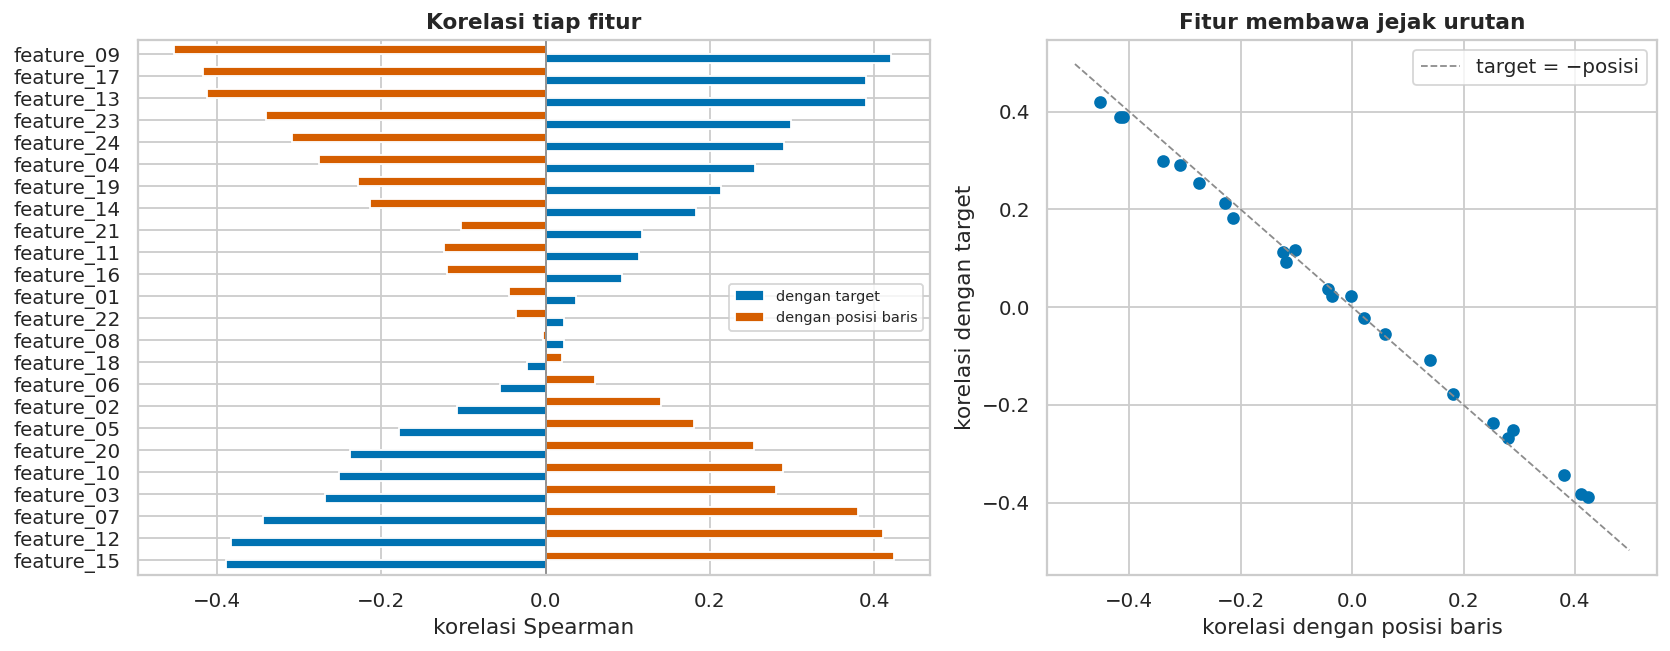 Korelasi tiap fitur
feature_09
feature_17
feature_13
feature_23
feature_24
feature_04
feature_19
feature_14
feature_21
feature_11
feature_16
feature_01
feature_22
feature_08
feature_18
feature_06
feature_02
feature_05
feature_20
feature_10
feature_03
feature_07
feature_12
feature_15
dengan target
dengan posisi baris
−0.4 −0.2 0.0 0.2 0.4
korelasi Spearman
Fitur membawa jejak urutan
target = −posisi
korelasi dengan target
0.4
0.2
0.0
−0.2
−0.4
−0.4 −0.2 0.0 0.2 0.4
korelasi dengan posisi baris